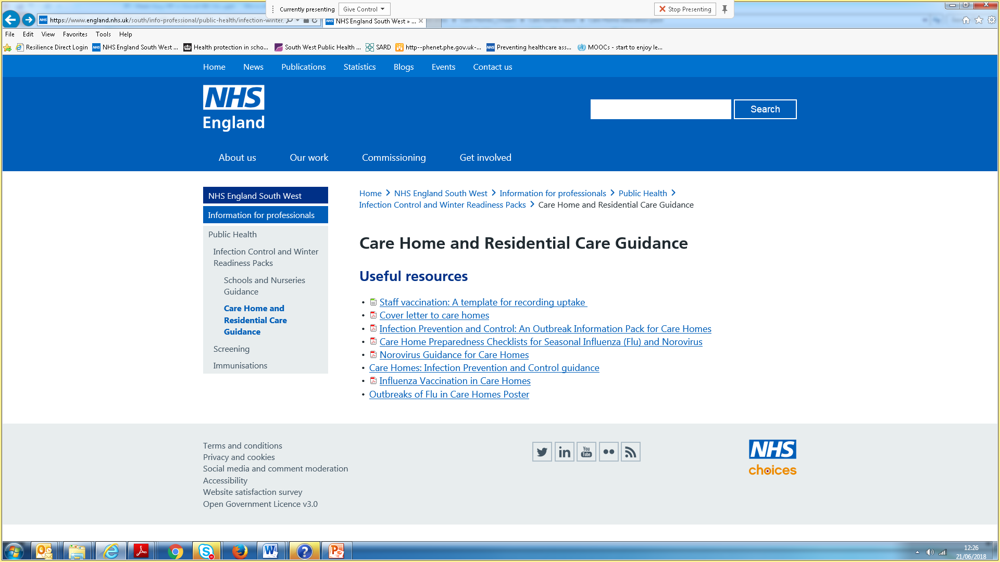 Currently presenting
Give Control
Stop Presenting
https://www.england.nhs.uk/south/info-professional/public-health/infection-winter
NHS England South West » ...
File Edit View Favorites Tools Help
Resilience Direct Login
NHS England South West ...
Health protection in scho...
South West Public Health ...
SARD
http--phenet.phe.gov.uk-...
Preventing healthcare ass...
MOOCs - start to enjoy le...
Home News Publications Statistics Blogs Events Contact us
NHS
England
Search
About us Our work Commissioning Get involved
NHS England South West
Information for professionals
Public Health
Infection Control and Winter
Readiness Packs
Schools and Nurseries
Guidance
Care Home and
Residential Care
Guidance
Screening
Immunisations
Home > NHS England South West > Information for professionals > Public Health >
Infection Control and Winter Readiness Packs > Care Home and Residential Care Guidance
Care Home and Residential Care Guidance
Useful resources
• Staff vaccination: A template for recording uptake
• Cover letter to care homes
• Infection Prevention and Control: An Outbreak Information Pack for Care Homes
• Care Home Preparedness Checklists for Seasonal Influenza (Flu) and Norovirus
• Norovirus Guidance for Care Homes
• Care Homes: Infection Prevention and Control guidance
• Influenza Vaccination in Care Homes
• Outbreaks of Flu in Care Homes Poster
Terms and conditions
Privacy and cookies
Social media and comment moderation
Accessibility
Website satisfaction survey
Open Government Licence v3.0
in
You
Tube
NHS
choices
12:26
21/06/2018